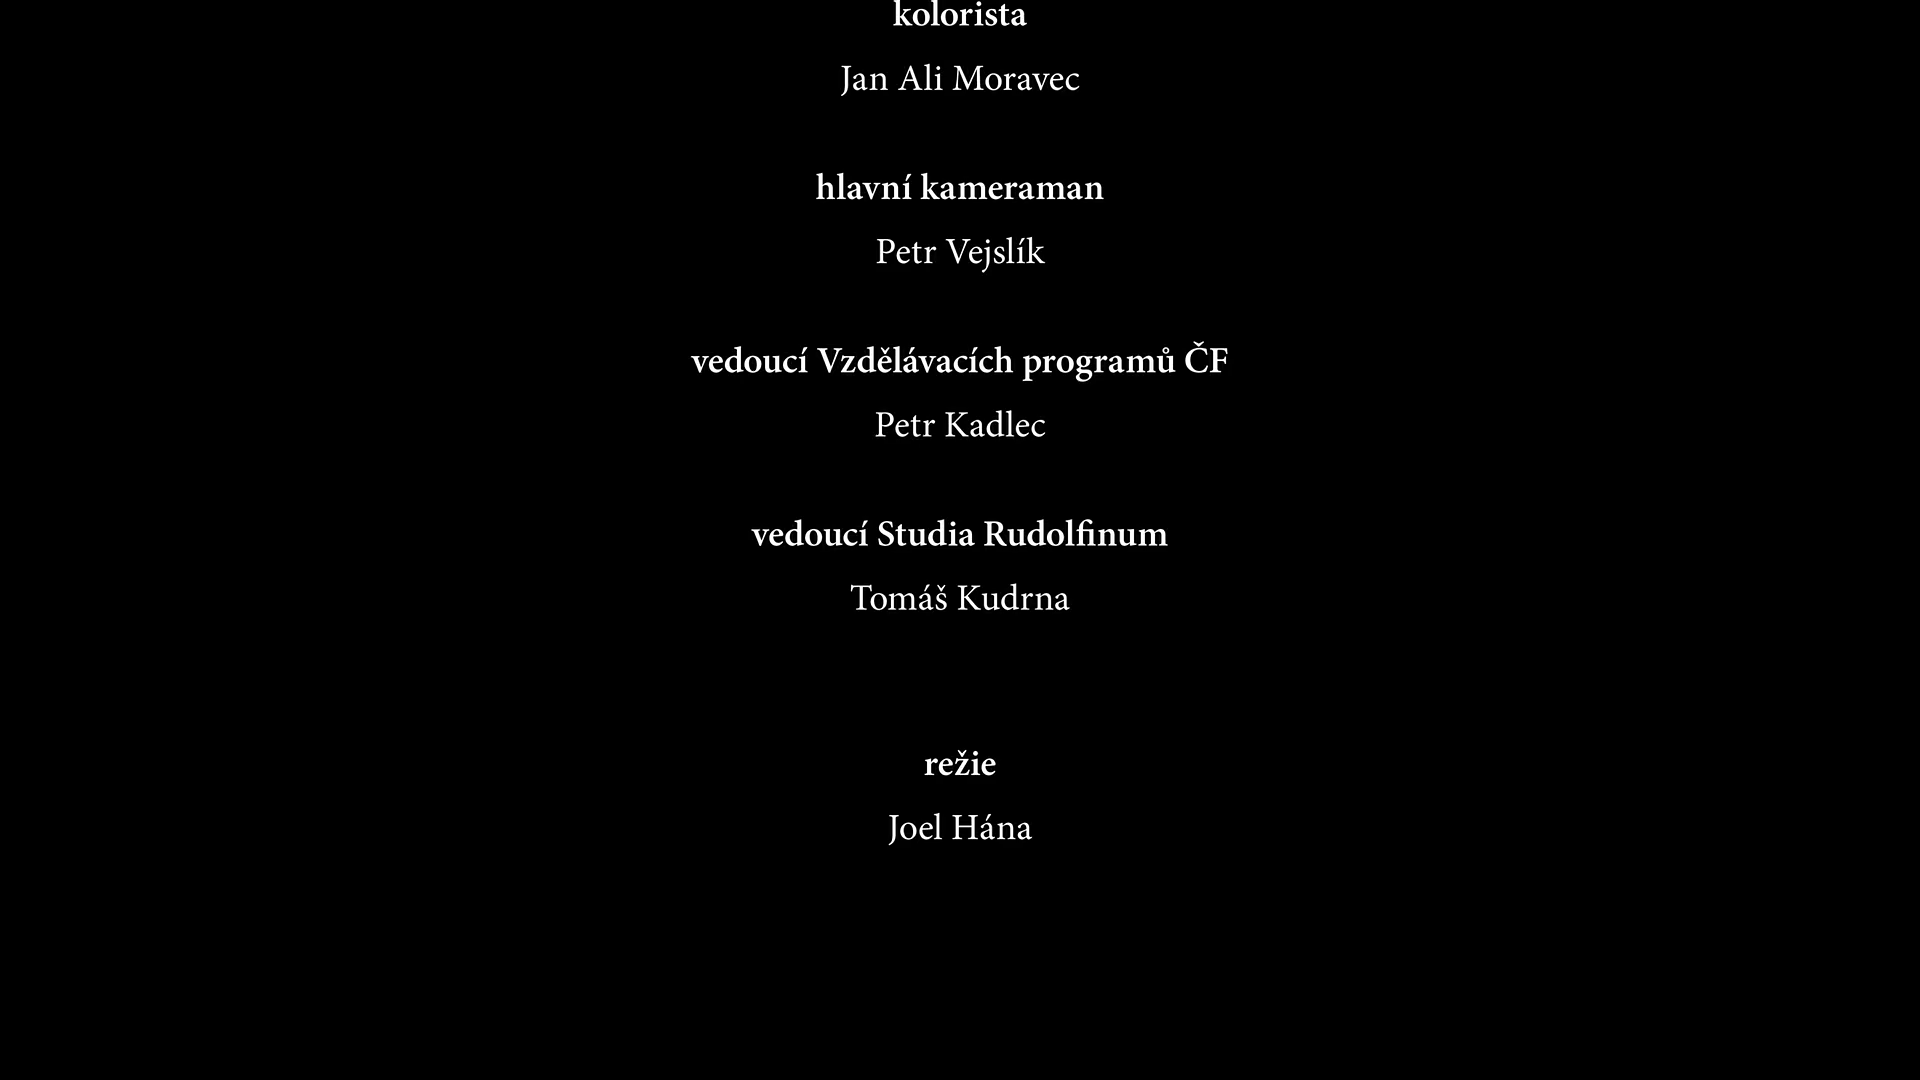 kolorista
Jan Ali Moravec
hlavní kameraman
Petr Vejslík
vedoucí Vzdělávacích programů ČF
Petr Kadlec
vedoucí Studia Rudolfinum
Tomáš Kudrna
režie
Joel Hána